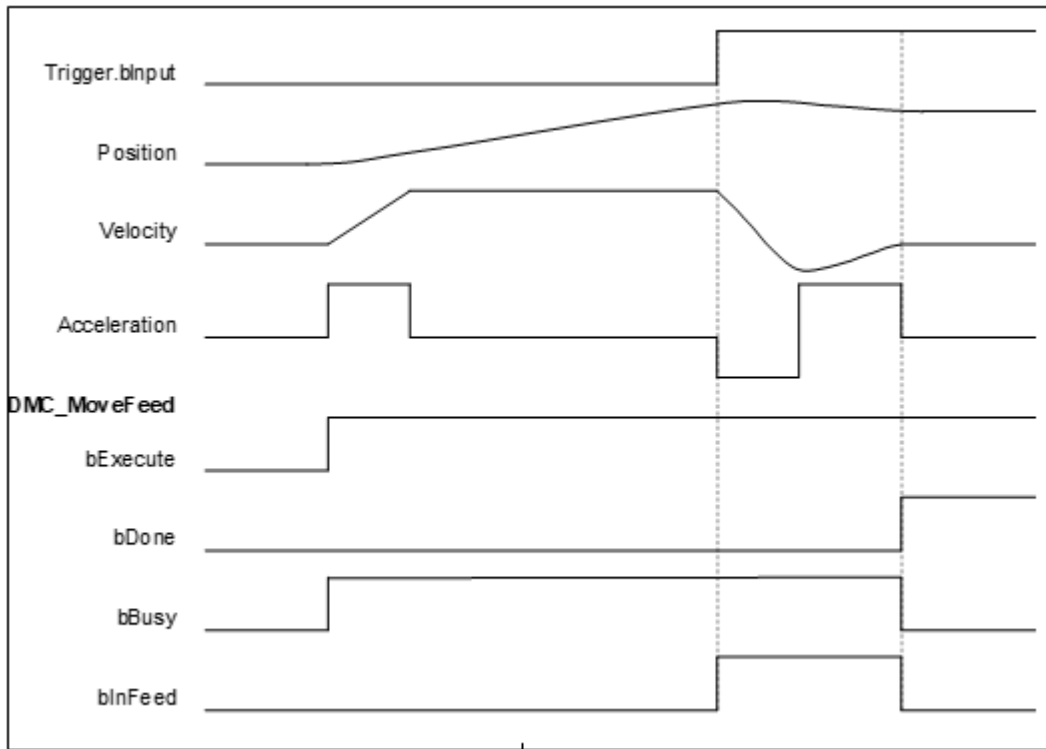 Trigger.bInput
Position
Velocity
Acceleration
DMC_MoveFeed
bExecute
bDone
bBusy
bInFeed